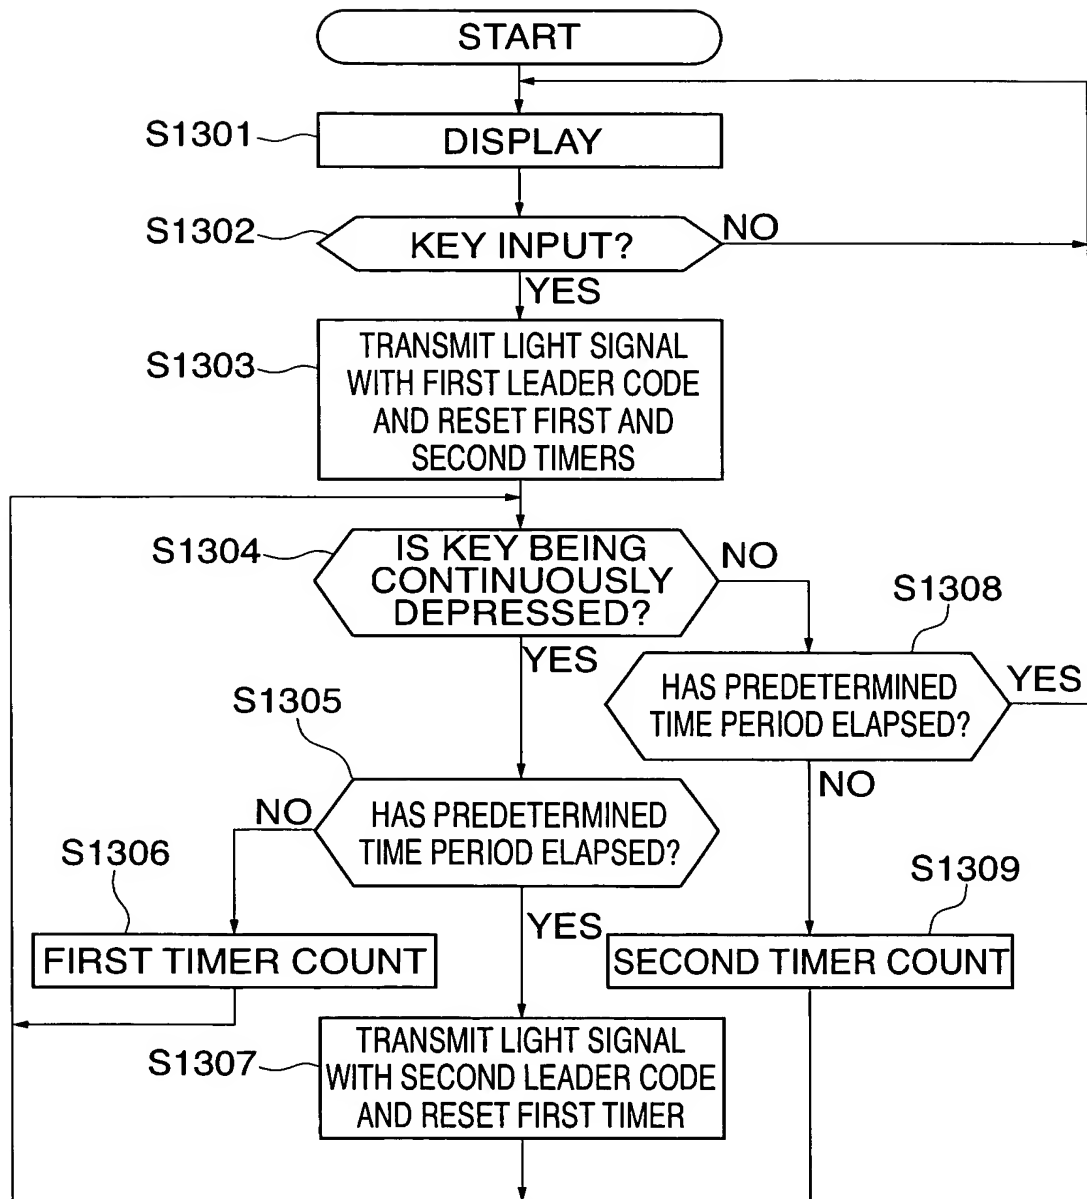 START
S1301
DISPLAY
S1302
KEY INPUT?
NO
YES
S1303
TRANSMIT LIGHT SIGNAL
WITH FIRST LEADER CODE
AND RESET FIRST AND
SECOND TIMERS
S1304
IS KEY BEING
CONTINUOUSLY
DEPRESSED?
NO
YES
S1308
HAS PREDETERMINED
TIME PERIOD ELAPSED?
YES
NO
S1305
HAS PREDETERMINED
TIME PERIOD ELAPSED?
NO
YES
S1306
FIRST TIMER COUNT
S1309
SECOND TIMER COUNT
S1307
TRANSMIT LIGHT SIGNAL
WITH SECOND LEADER CODE
AND RESET FIRST TIMER